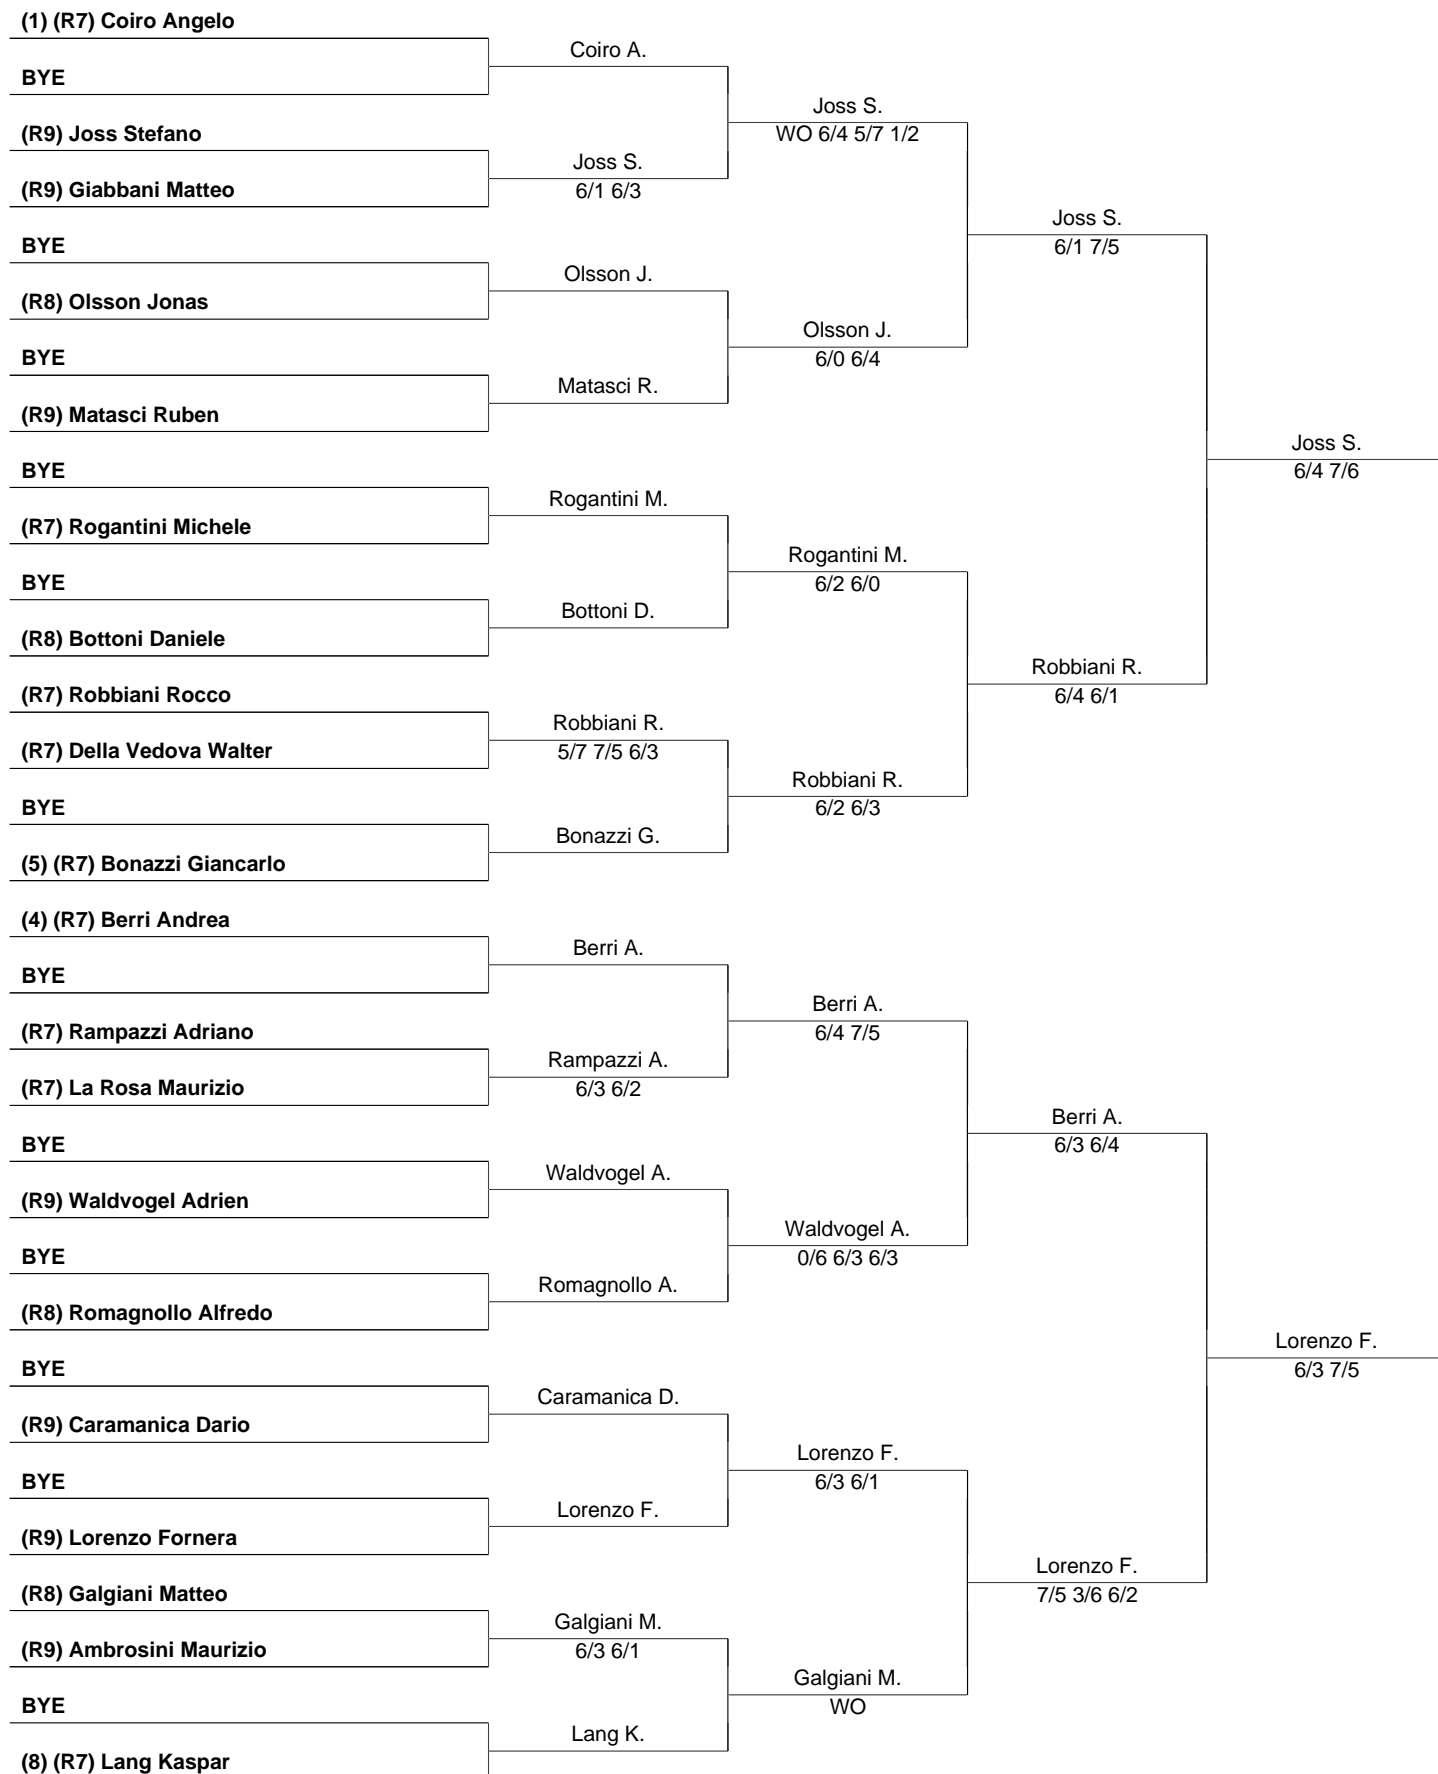 (1) (R7) Coiro Angelo
Coiro A.
BYE
Joss S.
WO 6/4 5/7 1/2
(R9) Joss Stefano
Joss S.
6/1 6/3
(R9) Giabbani Matteo
Joss S.
6/1 7/5
BYE
Olsson J.
(R8) Olsson Jonas
Olsson J.
6/0 6/4
BYE
Matasci R.
(R9) Matasci Ruben
Joss S.
6/4 7/6
BYE
Rogantini M.
(R7) Rogantini Michele
Rogantini M.
6/2 6/0
BYE
Bottoni D.
(R8) Bottoni Daniele
Robbiani R.
6/4 6/1
(R7) Robbiani Rocco
Robbiani R.
5/7 7/5 6/3
(R7) Della Vedova Walter
Robbiani R.
6/2 6/3
BYE
Bonazzi G.
(5) (R7) Bonazzi Giancarlo
(4) (R7) Berri Andrea
Berri A.
BYE
Berri A.
6/4 7/5
(R7) Rampazzi Adriano
Rampazzi A.
6/3 6/2
(R7) La Rosa Maurizio
Berri A.
6/3 6/4
BYE
Waldvogel A.
(R9) Waldvogel Adrien
Waldvogel A.
0/6 6/3 6/3
BYE
Romagnollo A.
(R8) Romagnollo Alfredo
Lorenzo F.
6/3 7/5
BYE
Caramanica D.
(R9) Caramanica Dario
Lorenzo F.
6/3 6/1
BYE
Lorenzo F.
(R9) Lorenzo Fornera
Lorenzo F.
7/5 3/6 6/2
(R8) Galgiani Matteo
Galgiani M.
6/3 6/1
(R9) Ambrosini Maurizio
Galgiani M.
WO
BYE
Lang K.
(8) (R7) Lang Kaspar